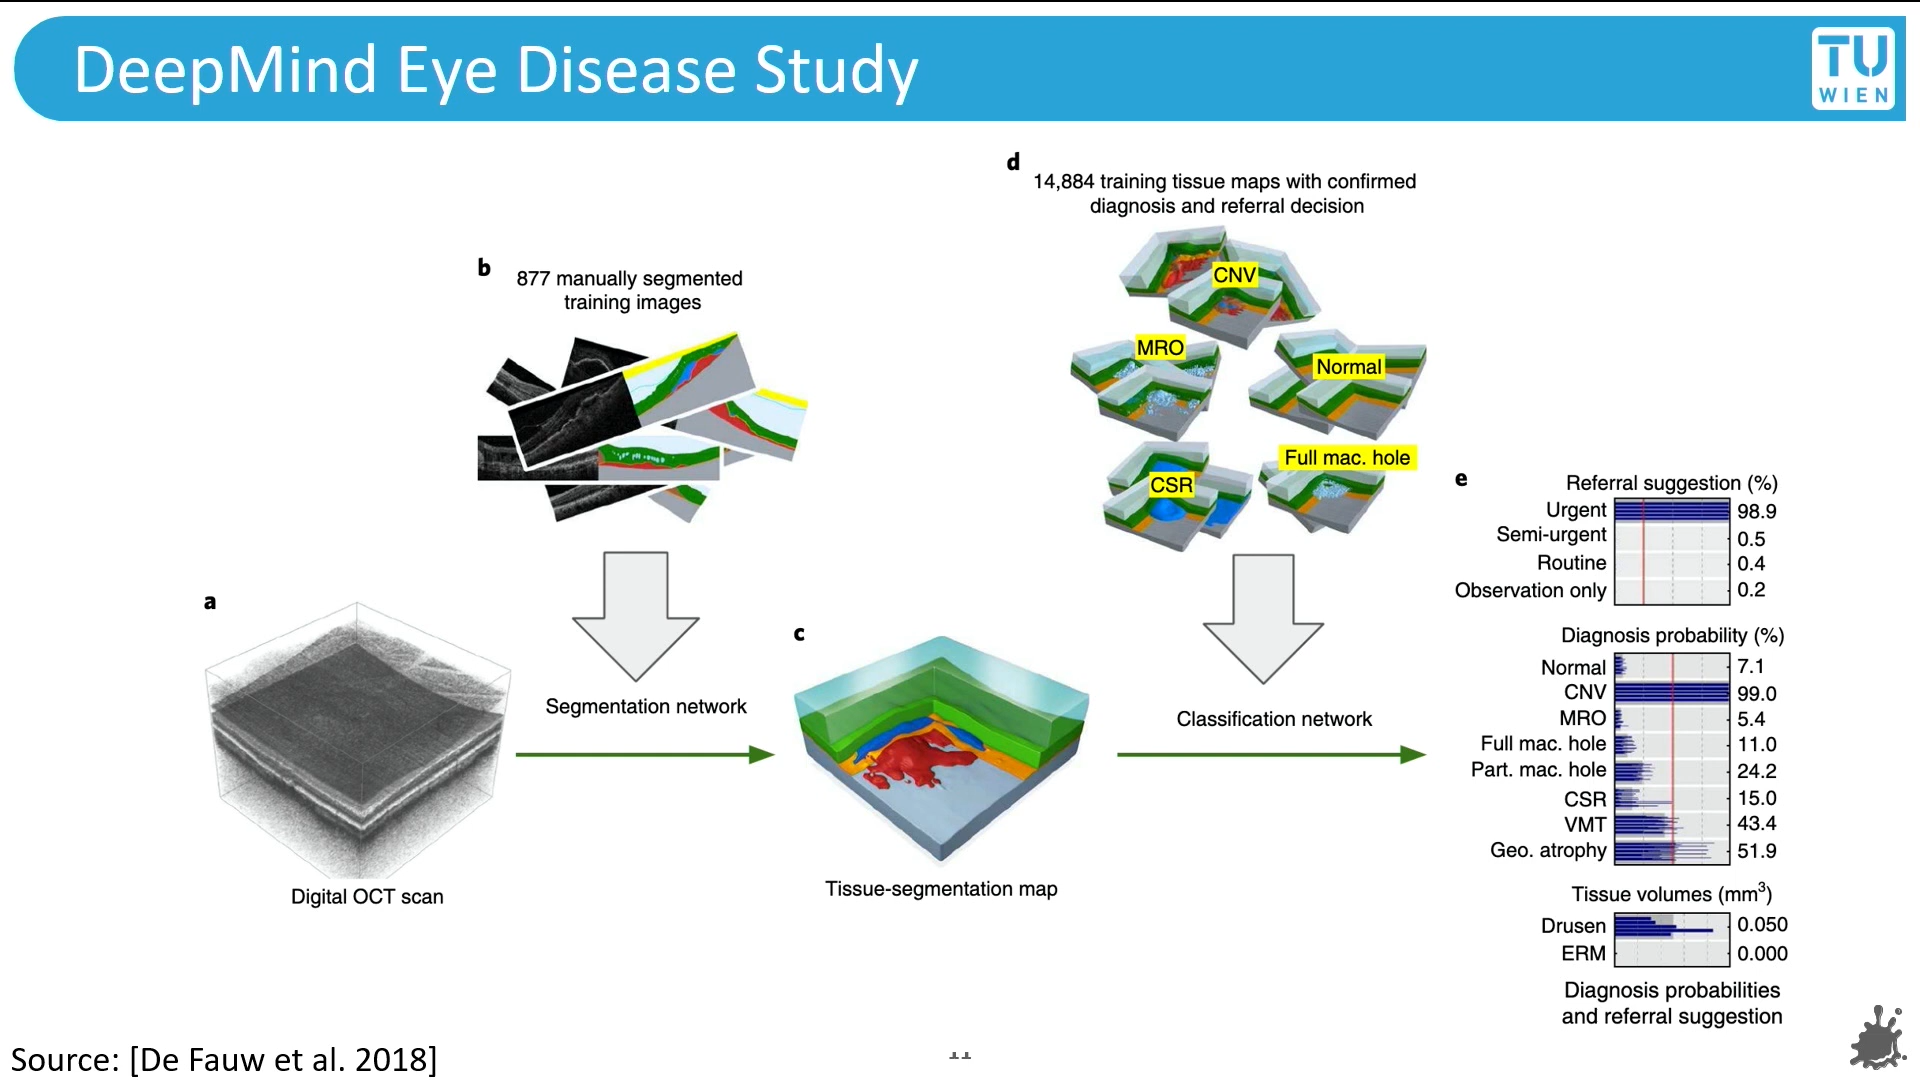 DeepMind Eye Disease Study
TU
WIEN
a
Digital OCT scan
b
877 manually segmented
training images
Segmentation network
c
Tissue-segmentation map
d
14,884 training tissue maps with confirmed
diagnosis and referral decision
CNV
MRO
Normal
CSR
Full mac. hole
Classification network
e
Referral suggestion (%)
Urgent 98.9
Semi-urgent 0.5
Routine 0.4
Observation only 0.2
Diagnosis probability (%)
Normal 7.1
CNV 99.0
MRO 5.4
Full mac. hole 11.0
Part. mac. hole 24.2
CSR 15.0
VMT 43.4
Geo. atrophy 51.9
Tissue volumes (mm³)
Drusen 0.050
ERM 0.000
Diagnosis probabilities
and referral suggestion
Source: [De Fauw et al. 2018]